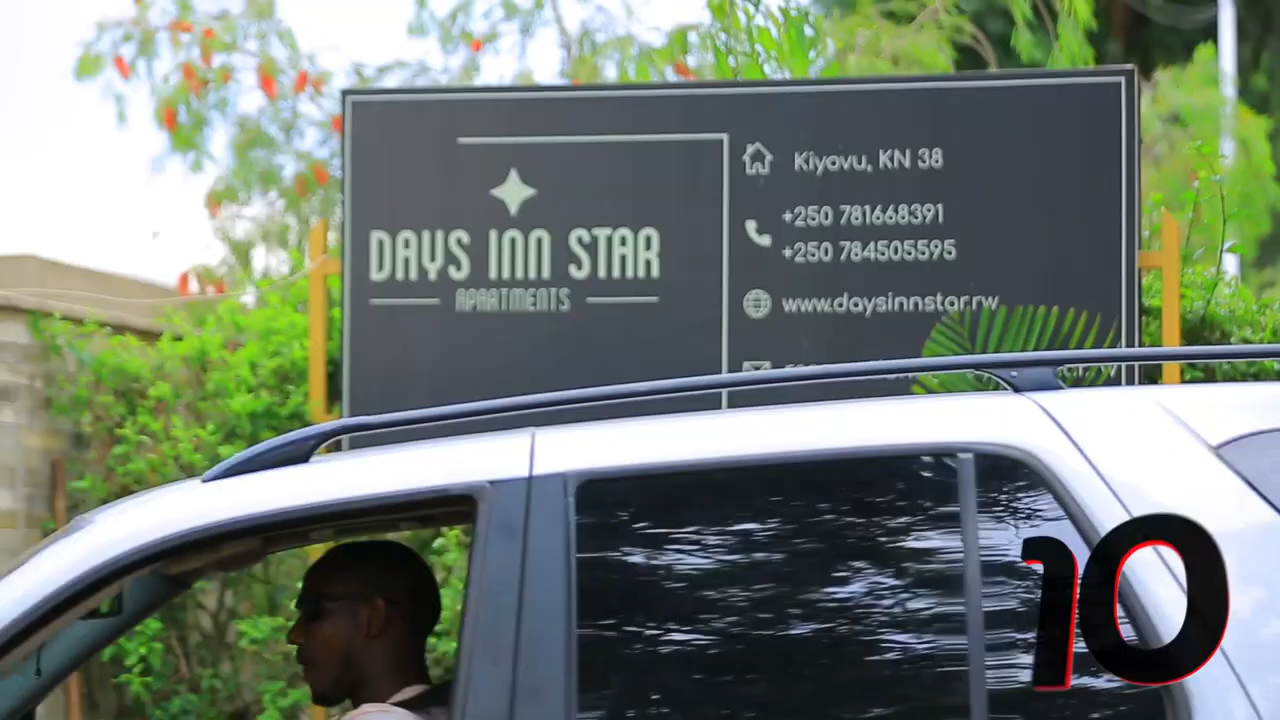 DAYS INN STAR
APARTMENTS
Kiyovu, KN 38
+250 781668391
+250 784505595
www.daysinnstar.rw
10